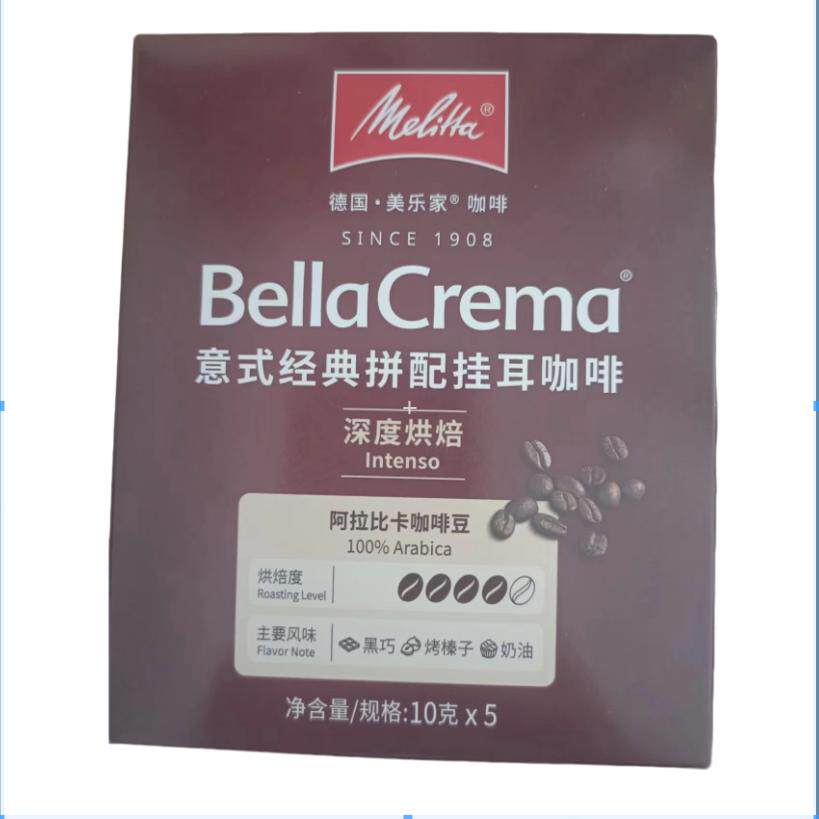 Melitta®
德国·美乐家® 咖啡
SINCE 1908
BellaCrema®
意式经典拼配挂耳咖啡
深度烘焙
Intenso
阿拉比卡咖啡豆
100% Arabica
烘焙度
Roasting Level
主要风味
Flavor Note
黑巧 烤榛子 奶油
净含量/规格:10克 x 5